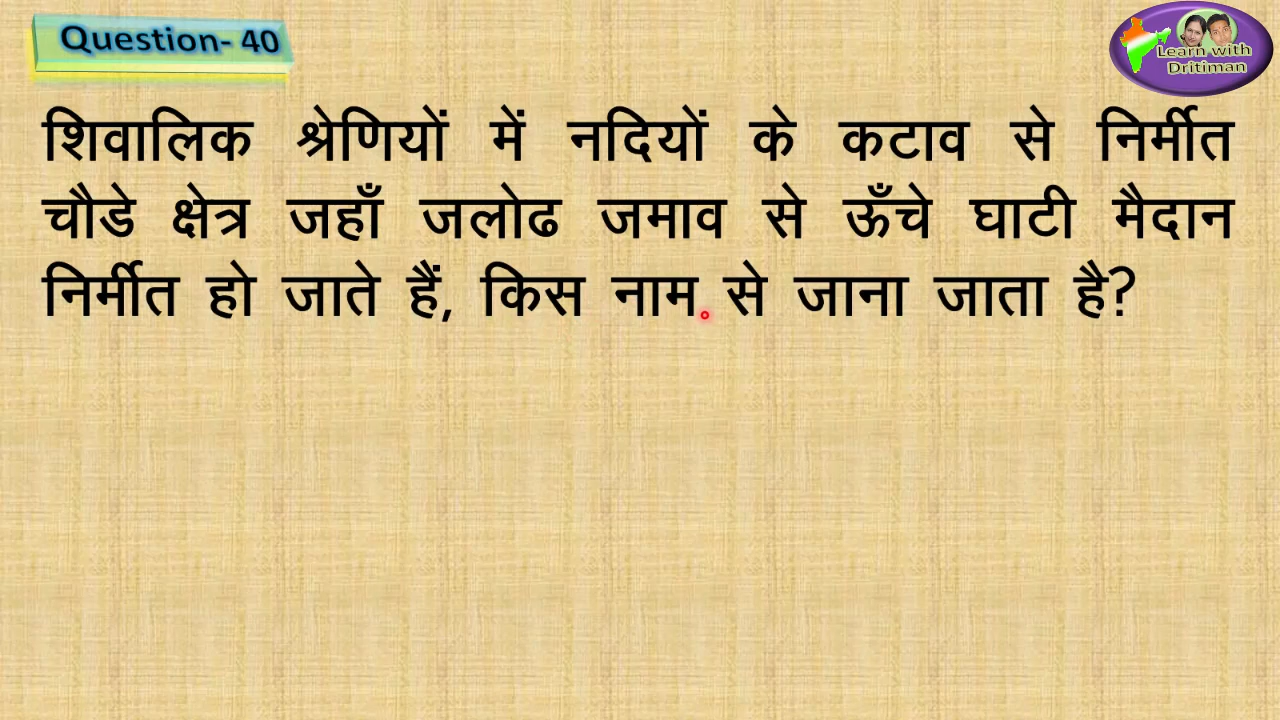 Question- 40
Learn with
Dritiman
शिवालिक श्रेणियों में नदियों के कटाव से निर्मीत
चौडे क्षेत्र जहाँ जलोढ जमाव से ऊँचे घाटी मैदान
निर्मीत हो जाते हैं, किस नाम से जाना जाता है?